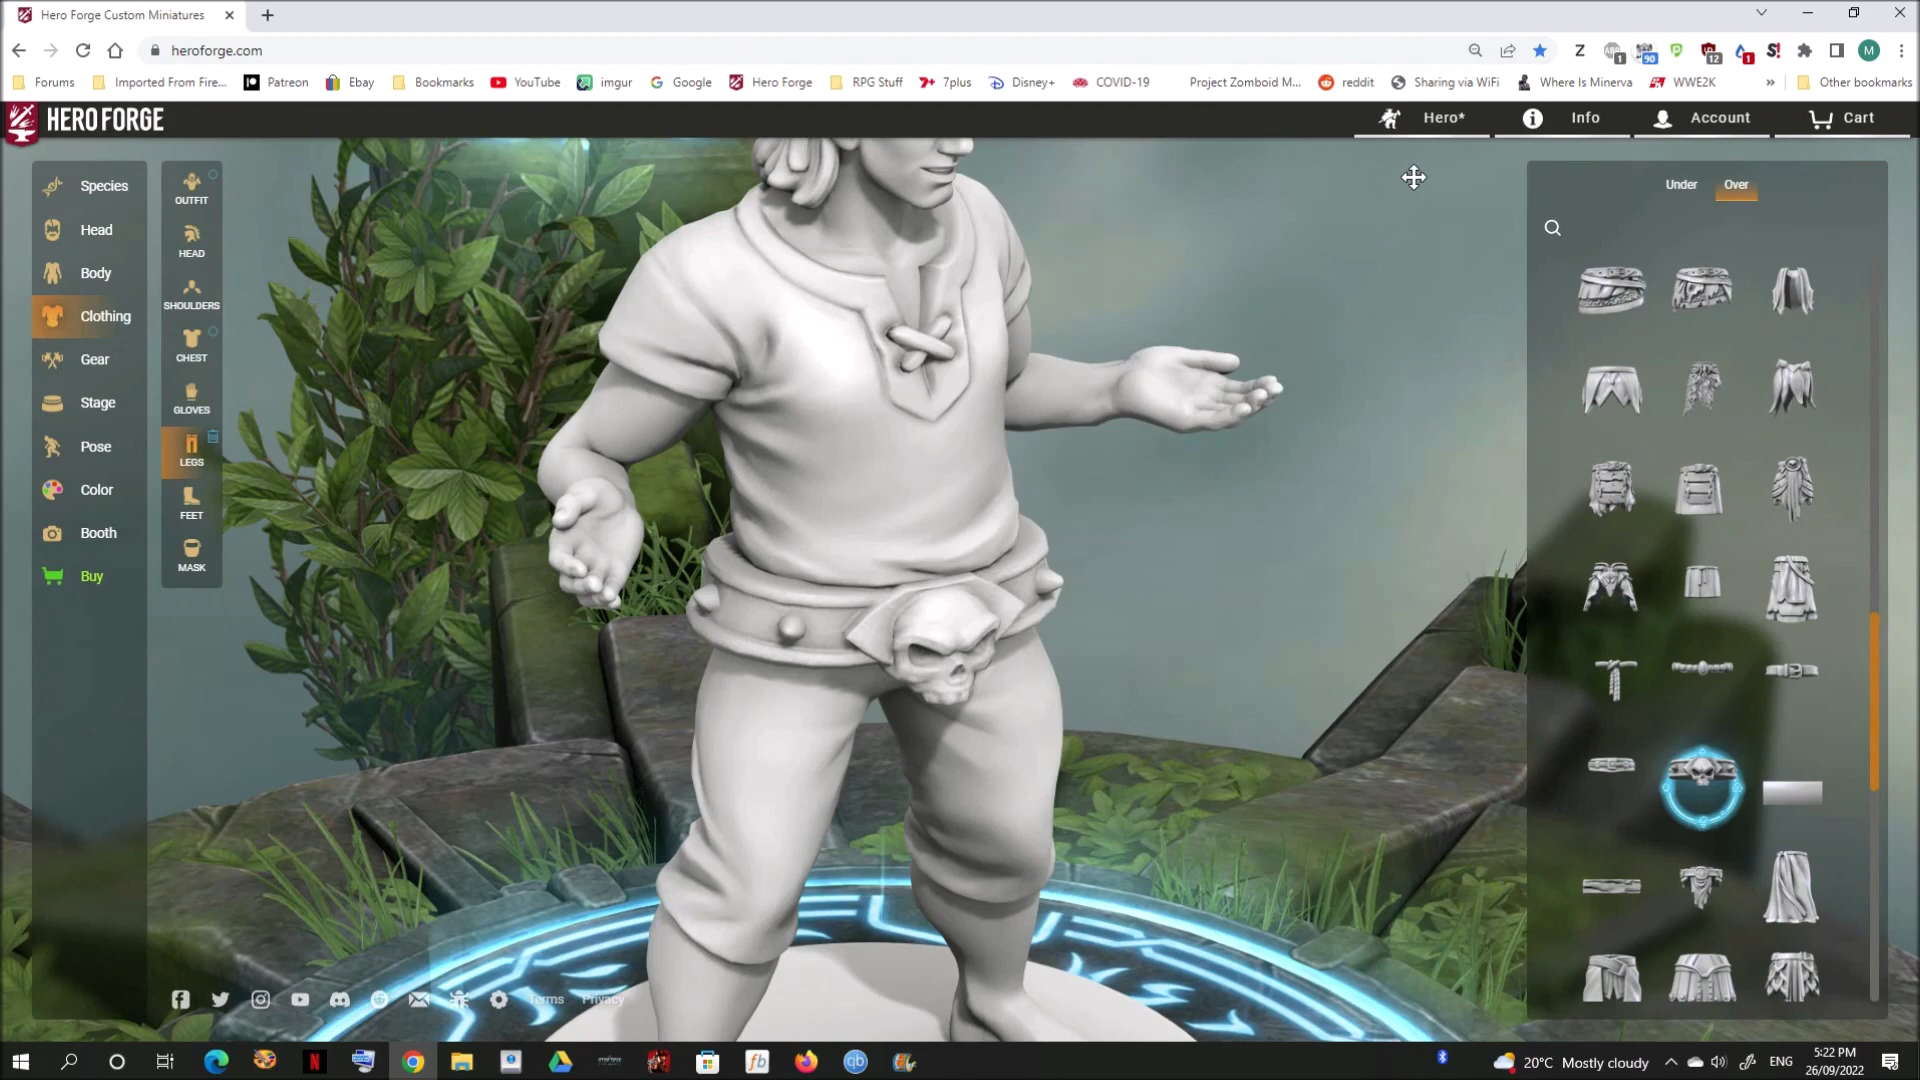 Hero Forge Custom Miniatures
heroforge.com
Forums Imported From Fire... Patreon Ebay Bookmarks YouTube imgur Google Hero Forge RPG Stuff 7plus Disney+ COVID-19 Project Zomboid M... reddit Sharing via WiFi Where Is Minerva WWE2K » Other bookmarks
HERO FORGE
Hero* Info Account Cart
Species
Head
Body
Clothing
Gear
Stage
Pose
Color
Booth
Buy
OUTFIT
HEAD
SHOULDERS
CHEST
GLOVES
LEGS
FEET
MASK
Under Over
Terms Privacy
20°C Mostly cloudy
ENG
5:22 PM
26/09/2022